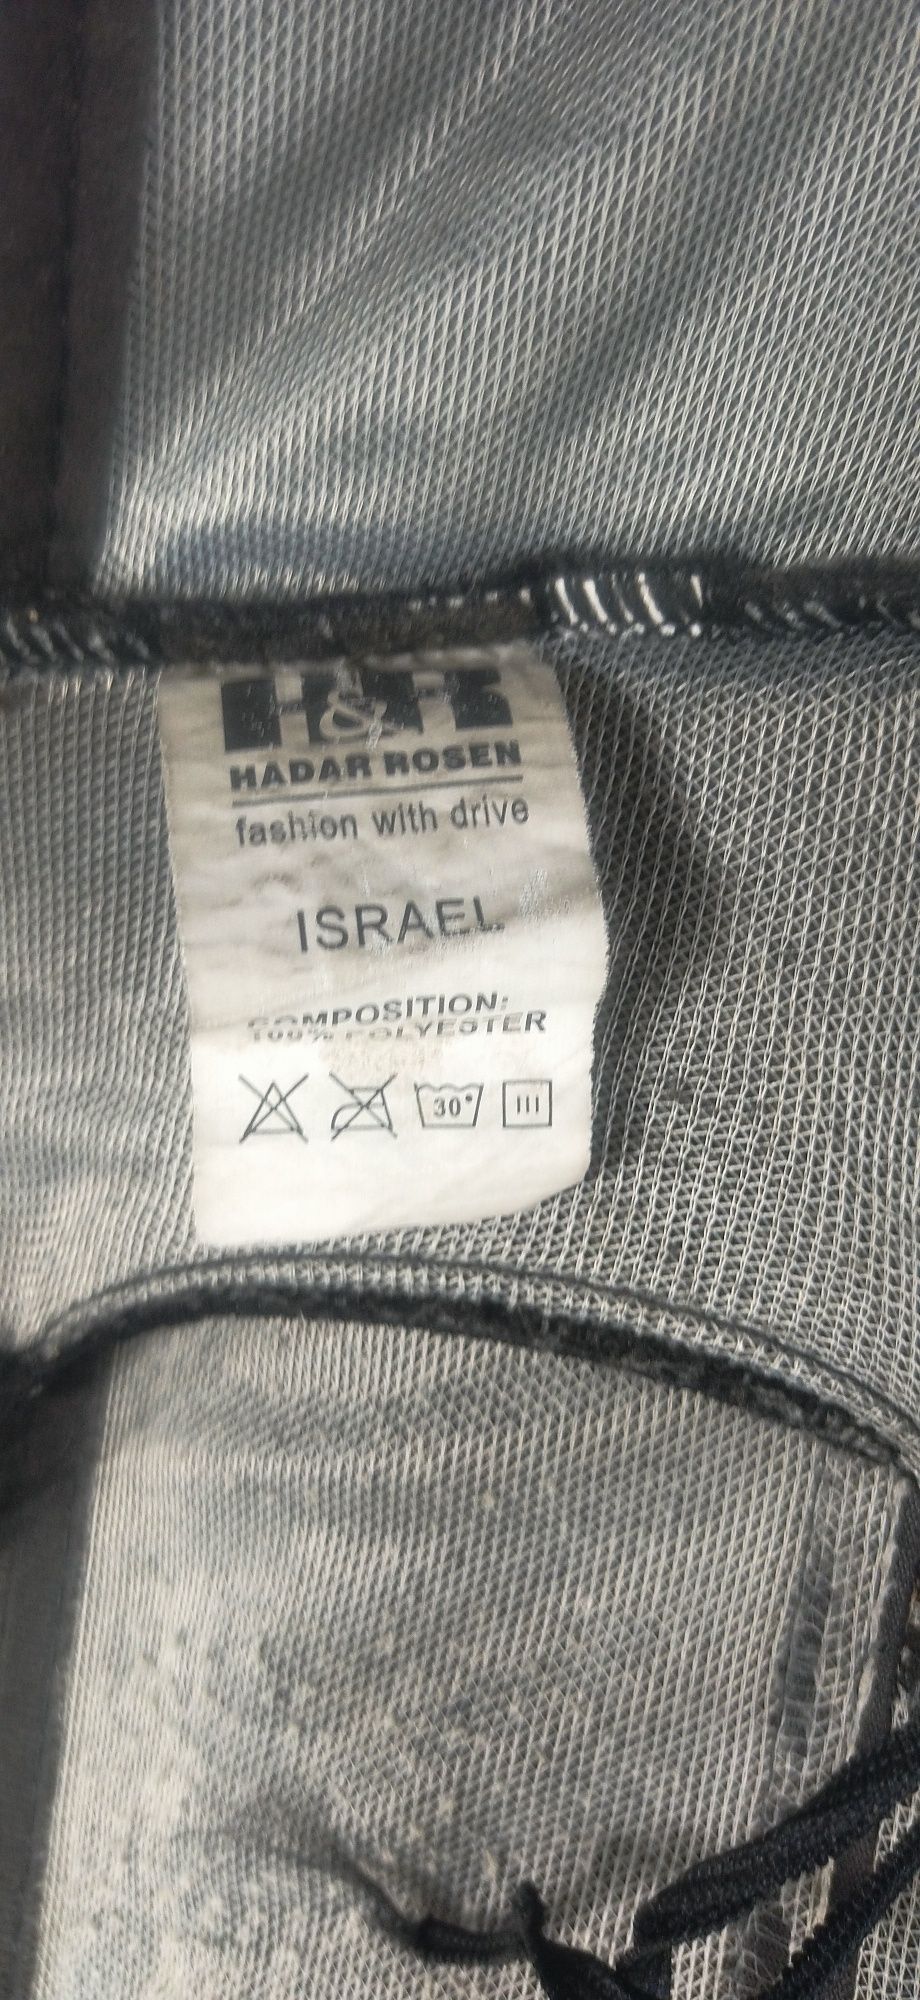 H&R
HADAR ROSEN
fashion with drive
ISRAEL
COMPOSITION:
100% POLYESTER
30°